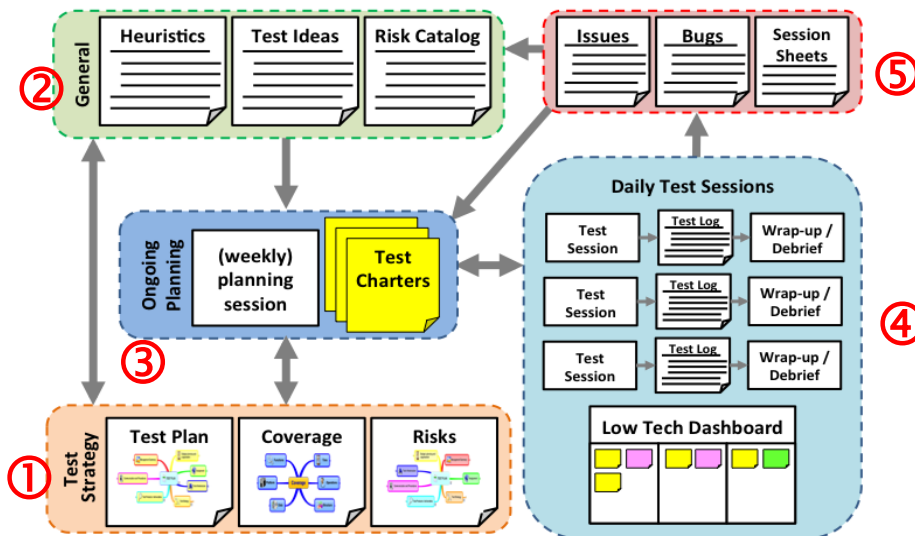 ②
General
Heuristics
Test Ideas
Risk Catalog
Issues
Bugs
Session
Sheets
⑤
Ongoing
Planning
(weekly)
planning
session
Test
Charters
③
Daily Test Sessions
Test
Session
Test Log
Wrap-up /
Debrief
Test
Session
Test Log
Wrap-up /
Debrief
Test
Session
Test Log
Wrap-up /
Debrief
Low Tech Dashboard
④
①
Test
Strategy
Test Plan
Coverage
Coverage
Risks